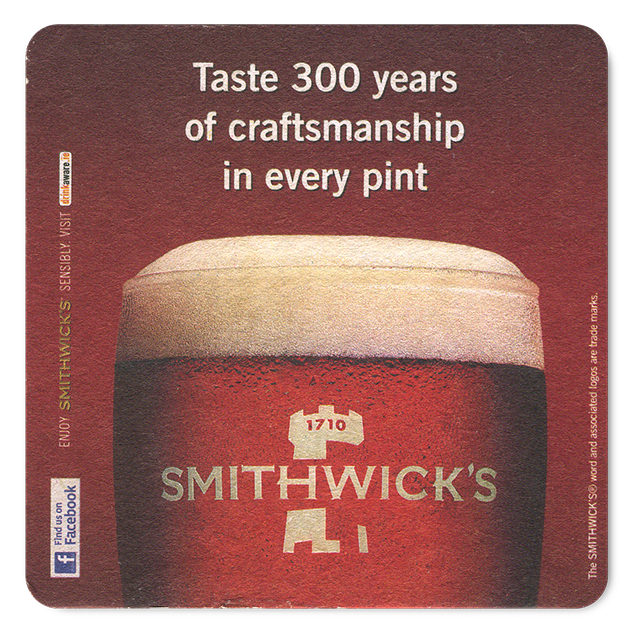 Taste 300 years
of craftsmanship
in every pint
ENJOY SMITHWICK'S SENSIBLY. VISIT drinkaware.ie
1710
SMITHWICK'S
Find us on
Facebook
f
The SMITHWICK'S® word and associated logos are trade marks.